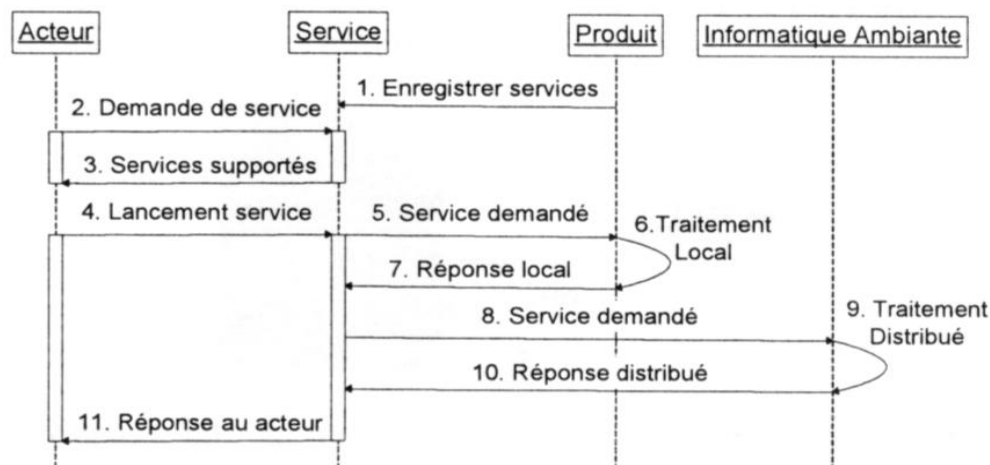 Acteur
Service
Produit
Informatique Ambiante
1. Enregistrer services
2. Demande de service
3. Services supportés
4. Lancement service
5. Service demandé
6.Traitement
Local
7. Réponse local
8. Service demandé
9. Traitement
Distribué
10. Réponse distribué
11. Réponse au acteur